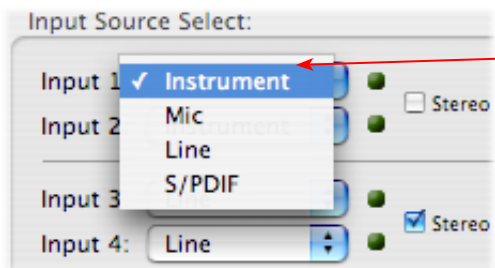 Input Source Select:
Input 1 ✓ Instrument
Stereo
Input 2 Mic
Line
S/PDIF
Input 3
Stereo
Input 4: Line